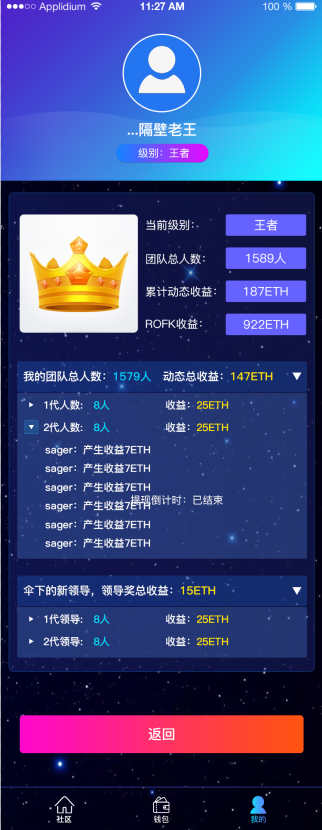 Applidium 11:27 AM 100 %
...隔壁老王
级别：王者
当前级别： 王者
团队总人数： 1589人
累计动态收益： 187ETH
ROFK收益： 922ETH
我的团队总人数：1579人 动态总收益：147ETH
1代人数： 8人 收益：25ETH
2代人数： 8人 收益：25ETH
sager：产生收益7ETH
sager：产生收益7ETH
sager：产生收益7ETH
提现倒计时：已结束
sager：产生收益7ETH
sager：产生收益7ETH
sager：产生收益7ETH
伞下的新领导，领导奖总收益：15ETH
1代领导： 8人 收益：25ETH
2代领导： 8人 收益：25ETH
返回
社区 钱包 我的